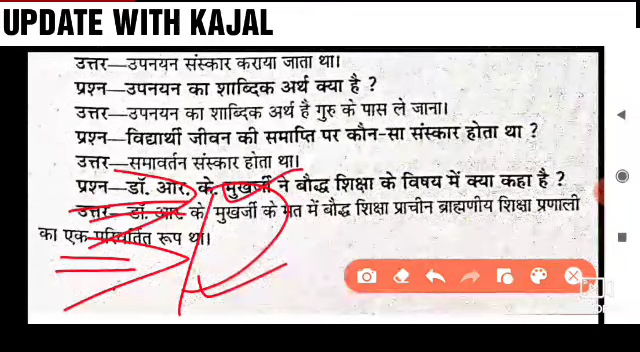 UPDATE WITH KAJAL
उत्तर—उपनयन संस्कार कराया जाता था।
प्रश्न—उपनयन का शाब्दिक अर्थ क्या है ?
उत्तर—उपनयन का शाब्दिक अर्थ है गुरु के पास ले जाना।
प्रश्न—विद्यार्थी जीवन की समाप्ति पर कौन-सा संस्कार होता था ?
उत्तर—समावर्तन संस्कार होता था।
प्रश्न—डॉ. आर. के. मुखर्जी ने बौद्ध शिक्षा के विषय में क्या कहा है ?
उत्तर—डॉ. आर. के मुखर्जी के मत में बौद्ध शिक्षा प्राचीन ब्राह्मणीय शिक्षा प्रणाली
का एक परिवर्तित रूप था।